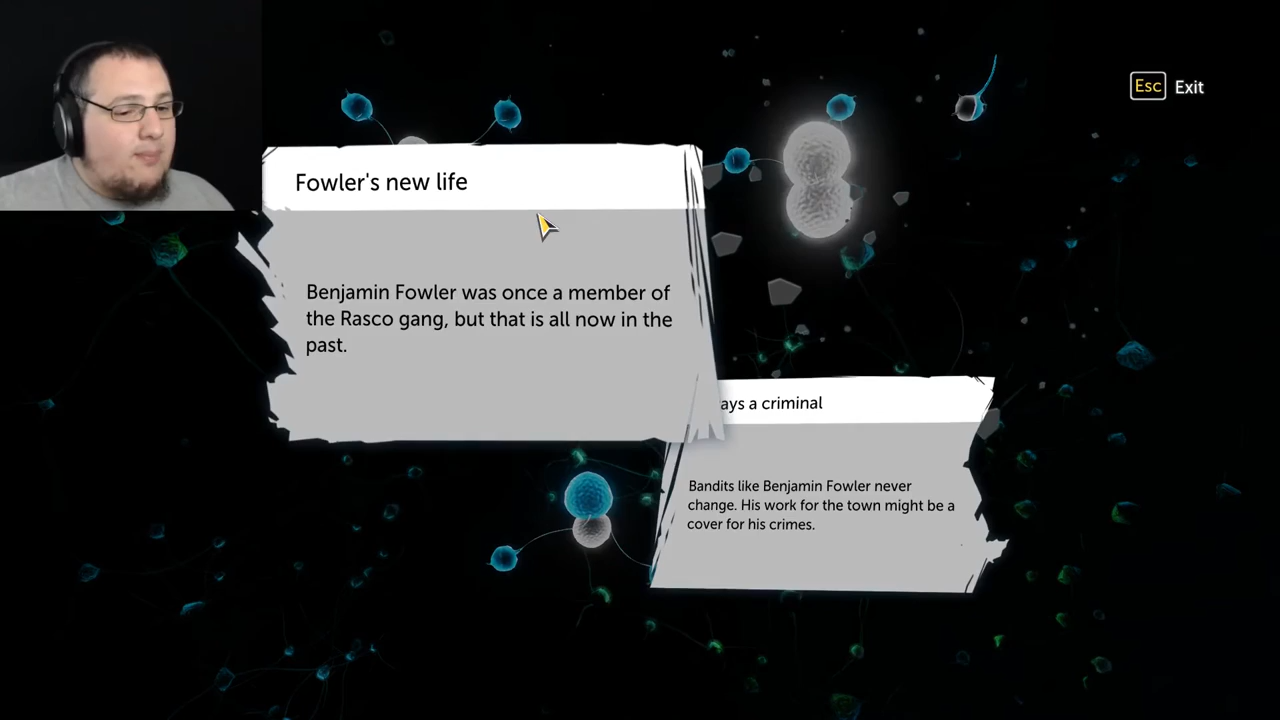 Esc Exit
Fowler's new life
Benjamin Fowler was once a member of
the Rasco gang, but that is all now in the
past.
ays a criminal
Bandits like Benjamin Fowler never
change. His work for the town might be a
cover for his crimes.